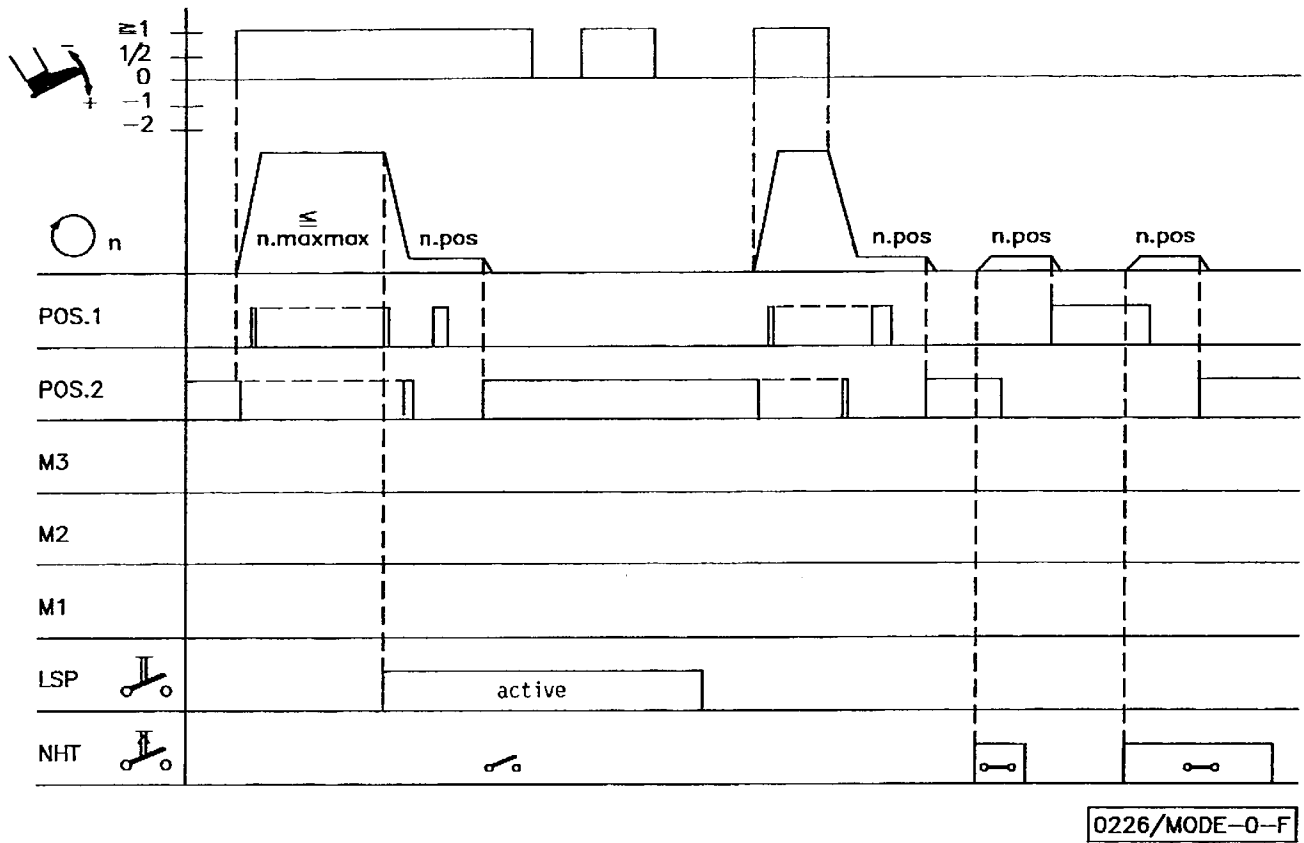 ≧1
1/2
0
−1
−2
−
+
n
≦
n.maxmax
n.pos
n.pos
n.pos
n.pos
POS.1
POS.2
M3
M2
M1
LSP
active
NHT
0226/MODE−0−F